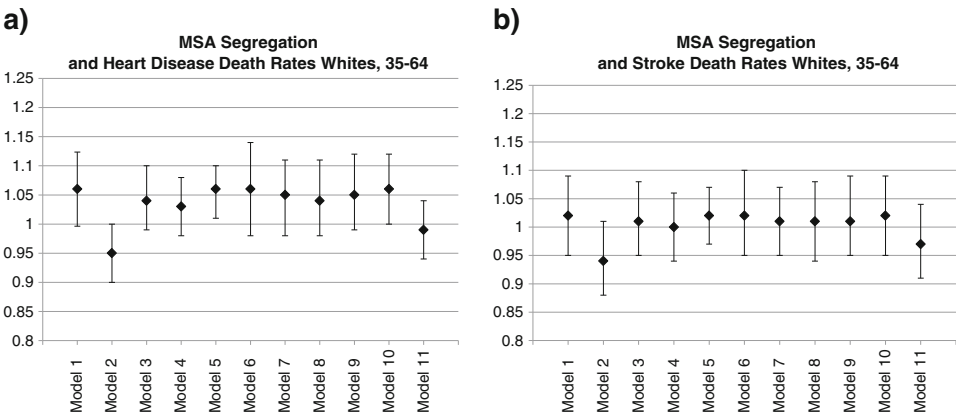 a)
MSA Segregation
and Heart Disease Death Rates Whites, 35-64
1.25
1.2
1.15
1.1
1.05
1
0.95
0.9
0.85
0.8
Model 1
Model 2
Model 3
Model 4
Model 5
Model 6
Model 7
Model 8
Model 9
Model 10
Model 11
b)
MSA Segregation
and Stroke Death Rates Whites, 35-64
1.25
1.2
1.15
1.1
1.05
1
0.95
0.9
0.85
0.8
Model 1
Model 2
Model 3
Model 4
Model 5
Model 6
Model 7
Model 8
Model 9
Model 10
Model 11